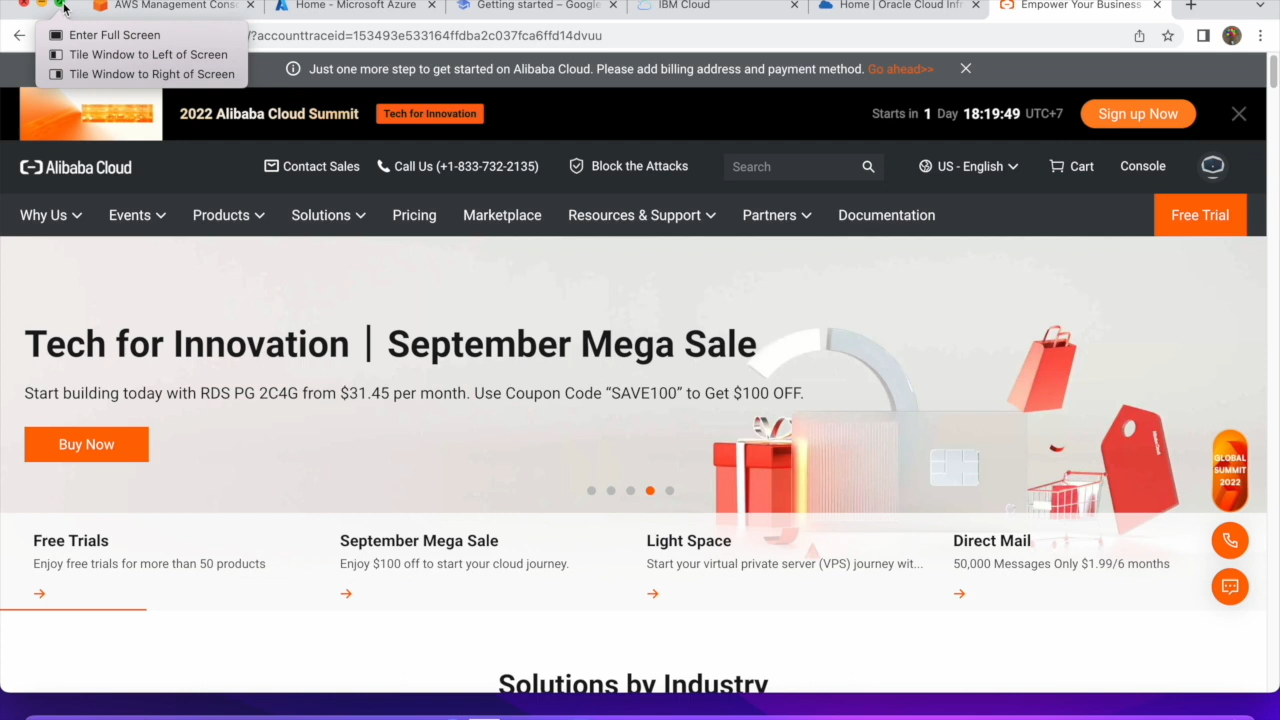 AWS Management Cons
Home - Microsoft Azure
Getting started – Google
IBM Cloud
Home | Oracle Cloud Infr
Empower Your Business
Enter Full Screen
Tile Window to Left of Screen
Tile Window to Right of Screen
/?accounttraceid=153493e533164ffdba2c037fca6ffd14dvuu
Just one more step to get started on Alibaba Cloud. Please add billing address and payment method. Go ahead>>
2022 Alibaba Cloud Summit
Tech for Innovation
Starts in 1 Day 18:19:49 UTC+7
Sign up Now
Alibaba Cloud
Contact Sales
Call Us (+1-833-732-2135)
Block the Attacks
Search
US - English
Cart
Console
Why Us
Events
Products
Solutions
Pricing
Marketplace
Resources & Support
Partners
Documentation
Free Trial
Tech for Innovation | September Mega Sale
Start building today with RDS PG 2C4G from $31.45 per month. Use Coupon Code “SAVE100” to Get $100 OFF.
Buy Now
GLOBAL
SUMMIT
2022
Free Trials
Enjoy free trials for more than 50 products
September Mega Sale
Enjoy $100 off to start your cloud journey.
Light Space
Start your virtual private server (VPS) journey wit...
Direct Mail
50,000 Messages Only $1.99/6 months
Solutions by Industry